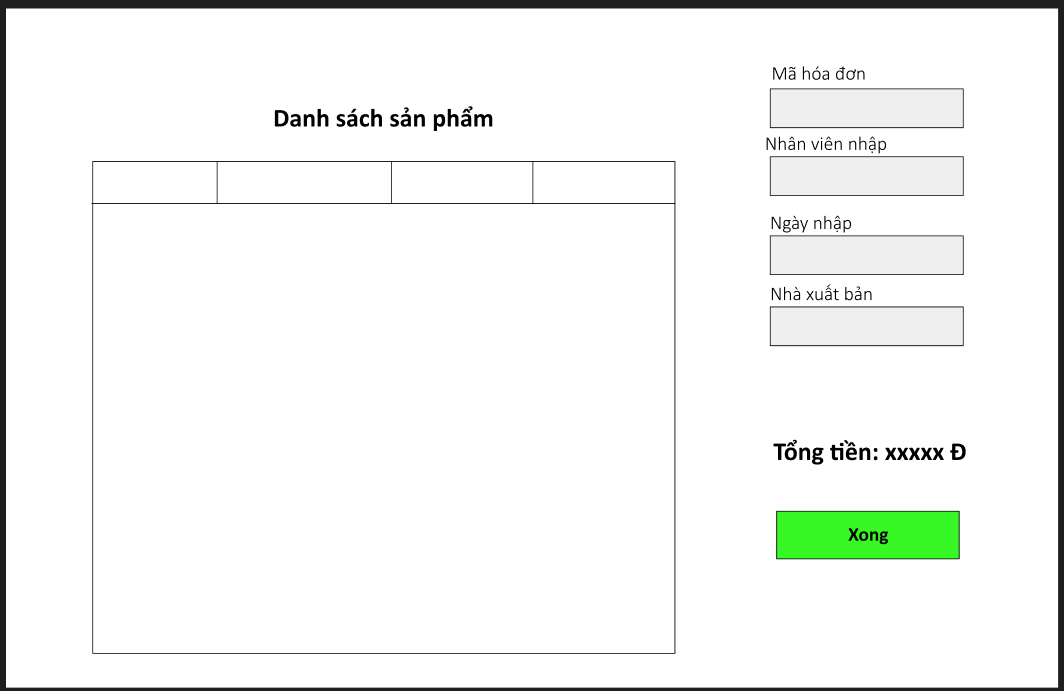 Danh sách sản phẩm
Mã hóa đơn
Nhân viên nhập
Ngày nhập
Nhà xuất bản
Tổng tiền: xxxxx Đ
Xong